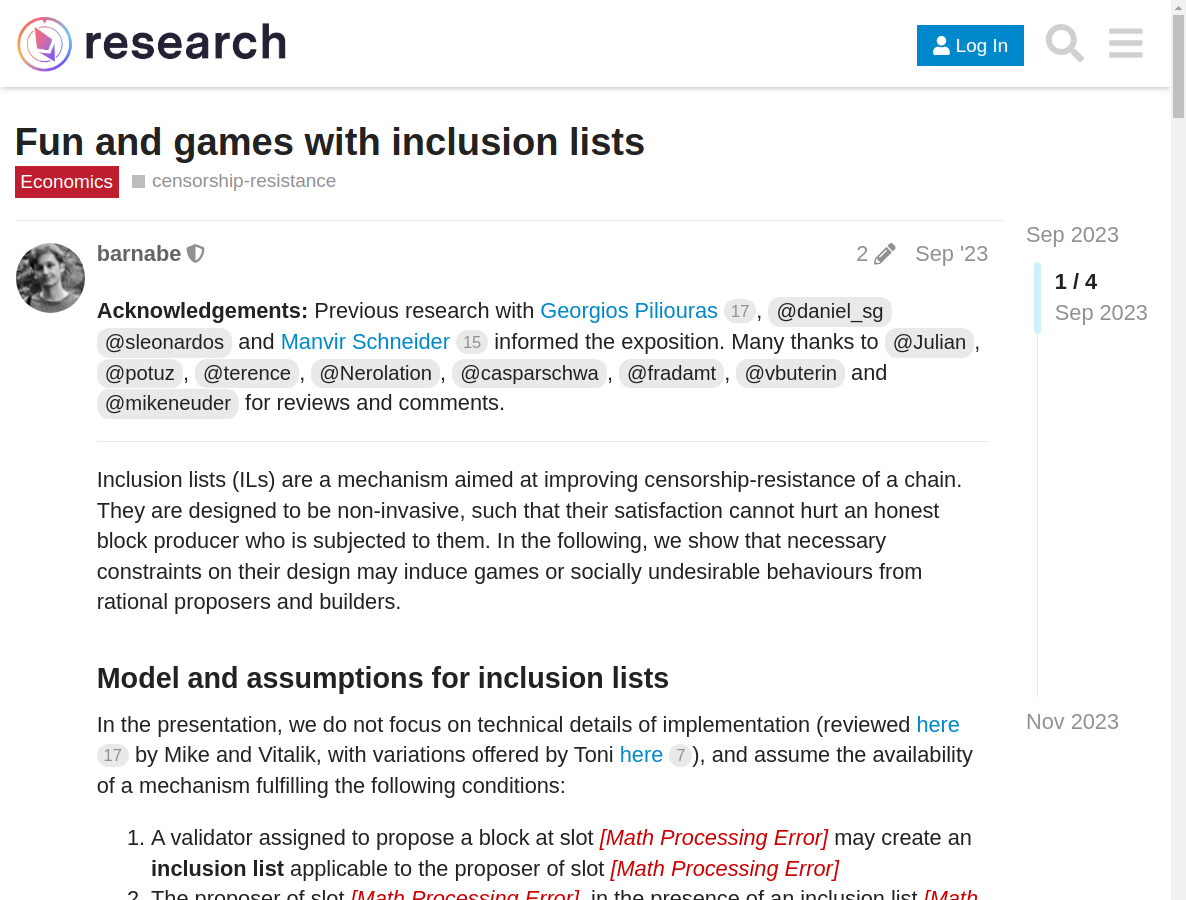 research
Log In
Fun and games with inclusion lists
Economics censorship-resistance
Sep 2023
barnabe 2 Sep '23
1 / 4
Sep 2023
Acknowledgements: Previous research with Georgios Piliouras 17 , @daniel_sg
@sleonardos and Manvir Schneider 15 informed the exposition. Many thanks to @Julian ,
@potuz , @terence , @Nerolation , @casparschwa , @fradamt , @vbuterin and
@mikeneuder for reviews and comments.
Inclusion lists (ILs) are a mechanism aimed at improving censorship-resistance of a chain.
They are designed to be non-invasive, such that their satisfaction cannot hurt an honest
block producer who is subjected to them. In the following, we show that necessary
constraints on their design may induce games or socially undesirable behaviours from
rational proposers and builders.
Model and assumptions for inclusion lists
In the presentation, we do not focus on technical details of implementation (reviewed here
17 by Mike and Vitalik, with variations offered by Toni here 7 ), and assume the availability
of a mechanism fulfilling the following conditions:
Nov 2023
1. A validator assigned to propose a block at slot [Math Processing Error] may create an
inclusion list applicable to the proposer of slot [Math Processing Error]
2. The proposer of slot [Math Processing Error], in the presence of an inclusion list [Math